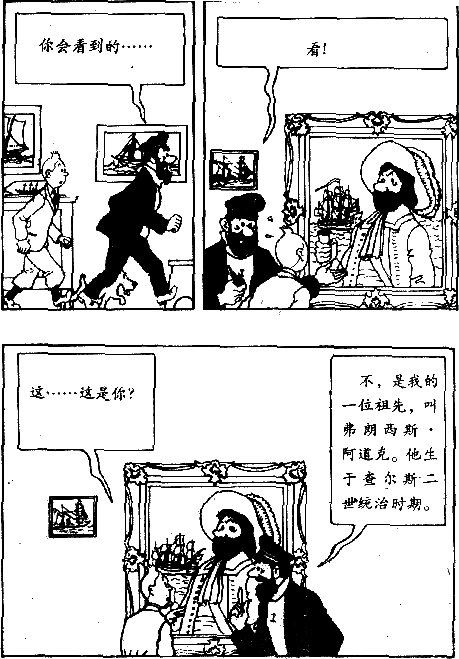 你会看到的……
看！
这……这是你？
不，是我的
一位祖先，叫
弗朗西斯·
阿道克。他生
于查尔斯二
世统治时期。